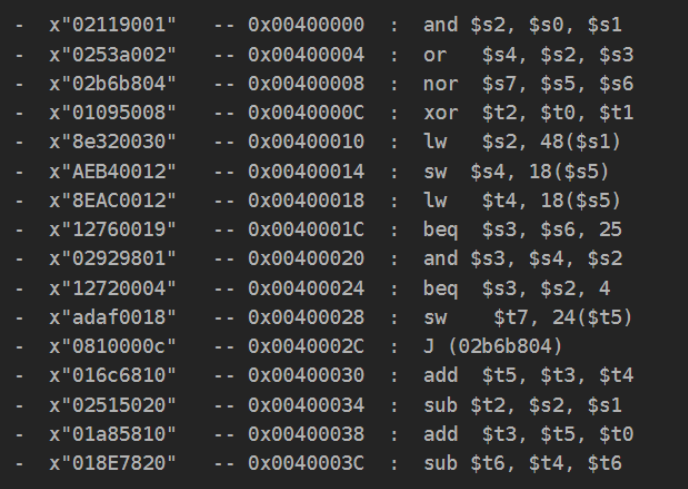 - x"02119001" -- 0x00400000 : and $s2, $s0, $s1
- x"0253a002" -- 0x00400004 : or $s4, $s2, $s3
- x"02b6b804" -- 0x00400008 : nor $s7, $s5, $s6
- x"01095008" -- 0x0040000C : xor $t2, $t0, $t1
- x"8e320030" -- 0x00400010 : lw $s2, 48($s1)
- x"AEB40012" -- 0x00400014 : sw $s4, 18($s5)
- x"8EAC0012" -- 0x00400018 : lw $t4, 18($s5)
- x"12760019" -- 0x0040001C : beq $s3, $s6, 25
- x"02929801" -- 0x00400020 : and $s3, $s4, $s2
- x"12720004" -- 0x00400024 : beq $s3, $s2, 4
- x"adaf0018" -- 0x00400028 : sw $t7, 24($t5)
- x"0810000c" -- 0x0040002C : J (02b6b804)
- x"016c6810" -- 0x00400030 : add $t5, $t3, $t4
- x"02515020" -- 0x00400034 : sub $t2, $s2, $s1
- x"01a85810" -- 0x00400038 : add $t3, $t5, $t0
- x"018E7820" -- 0x0040003C : sub $t6, $t4, $t6